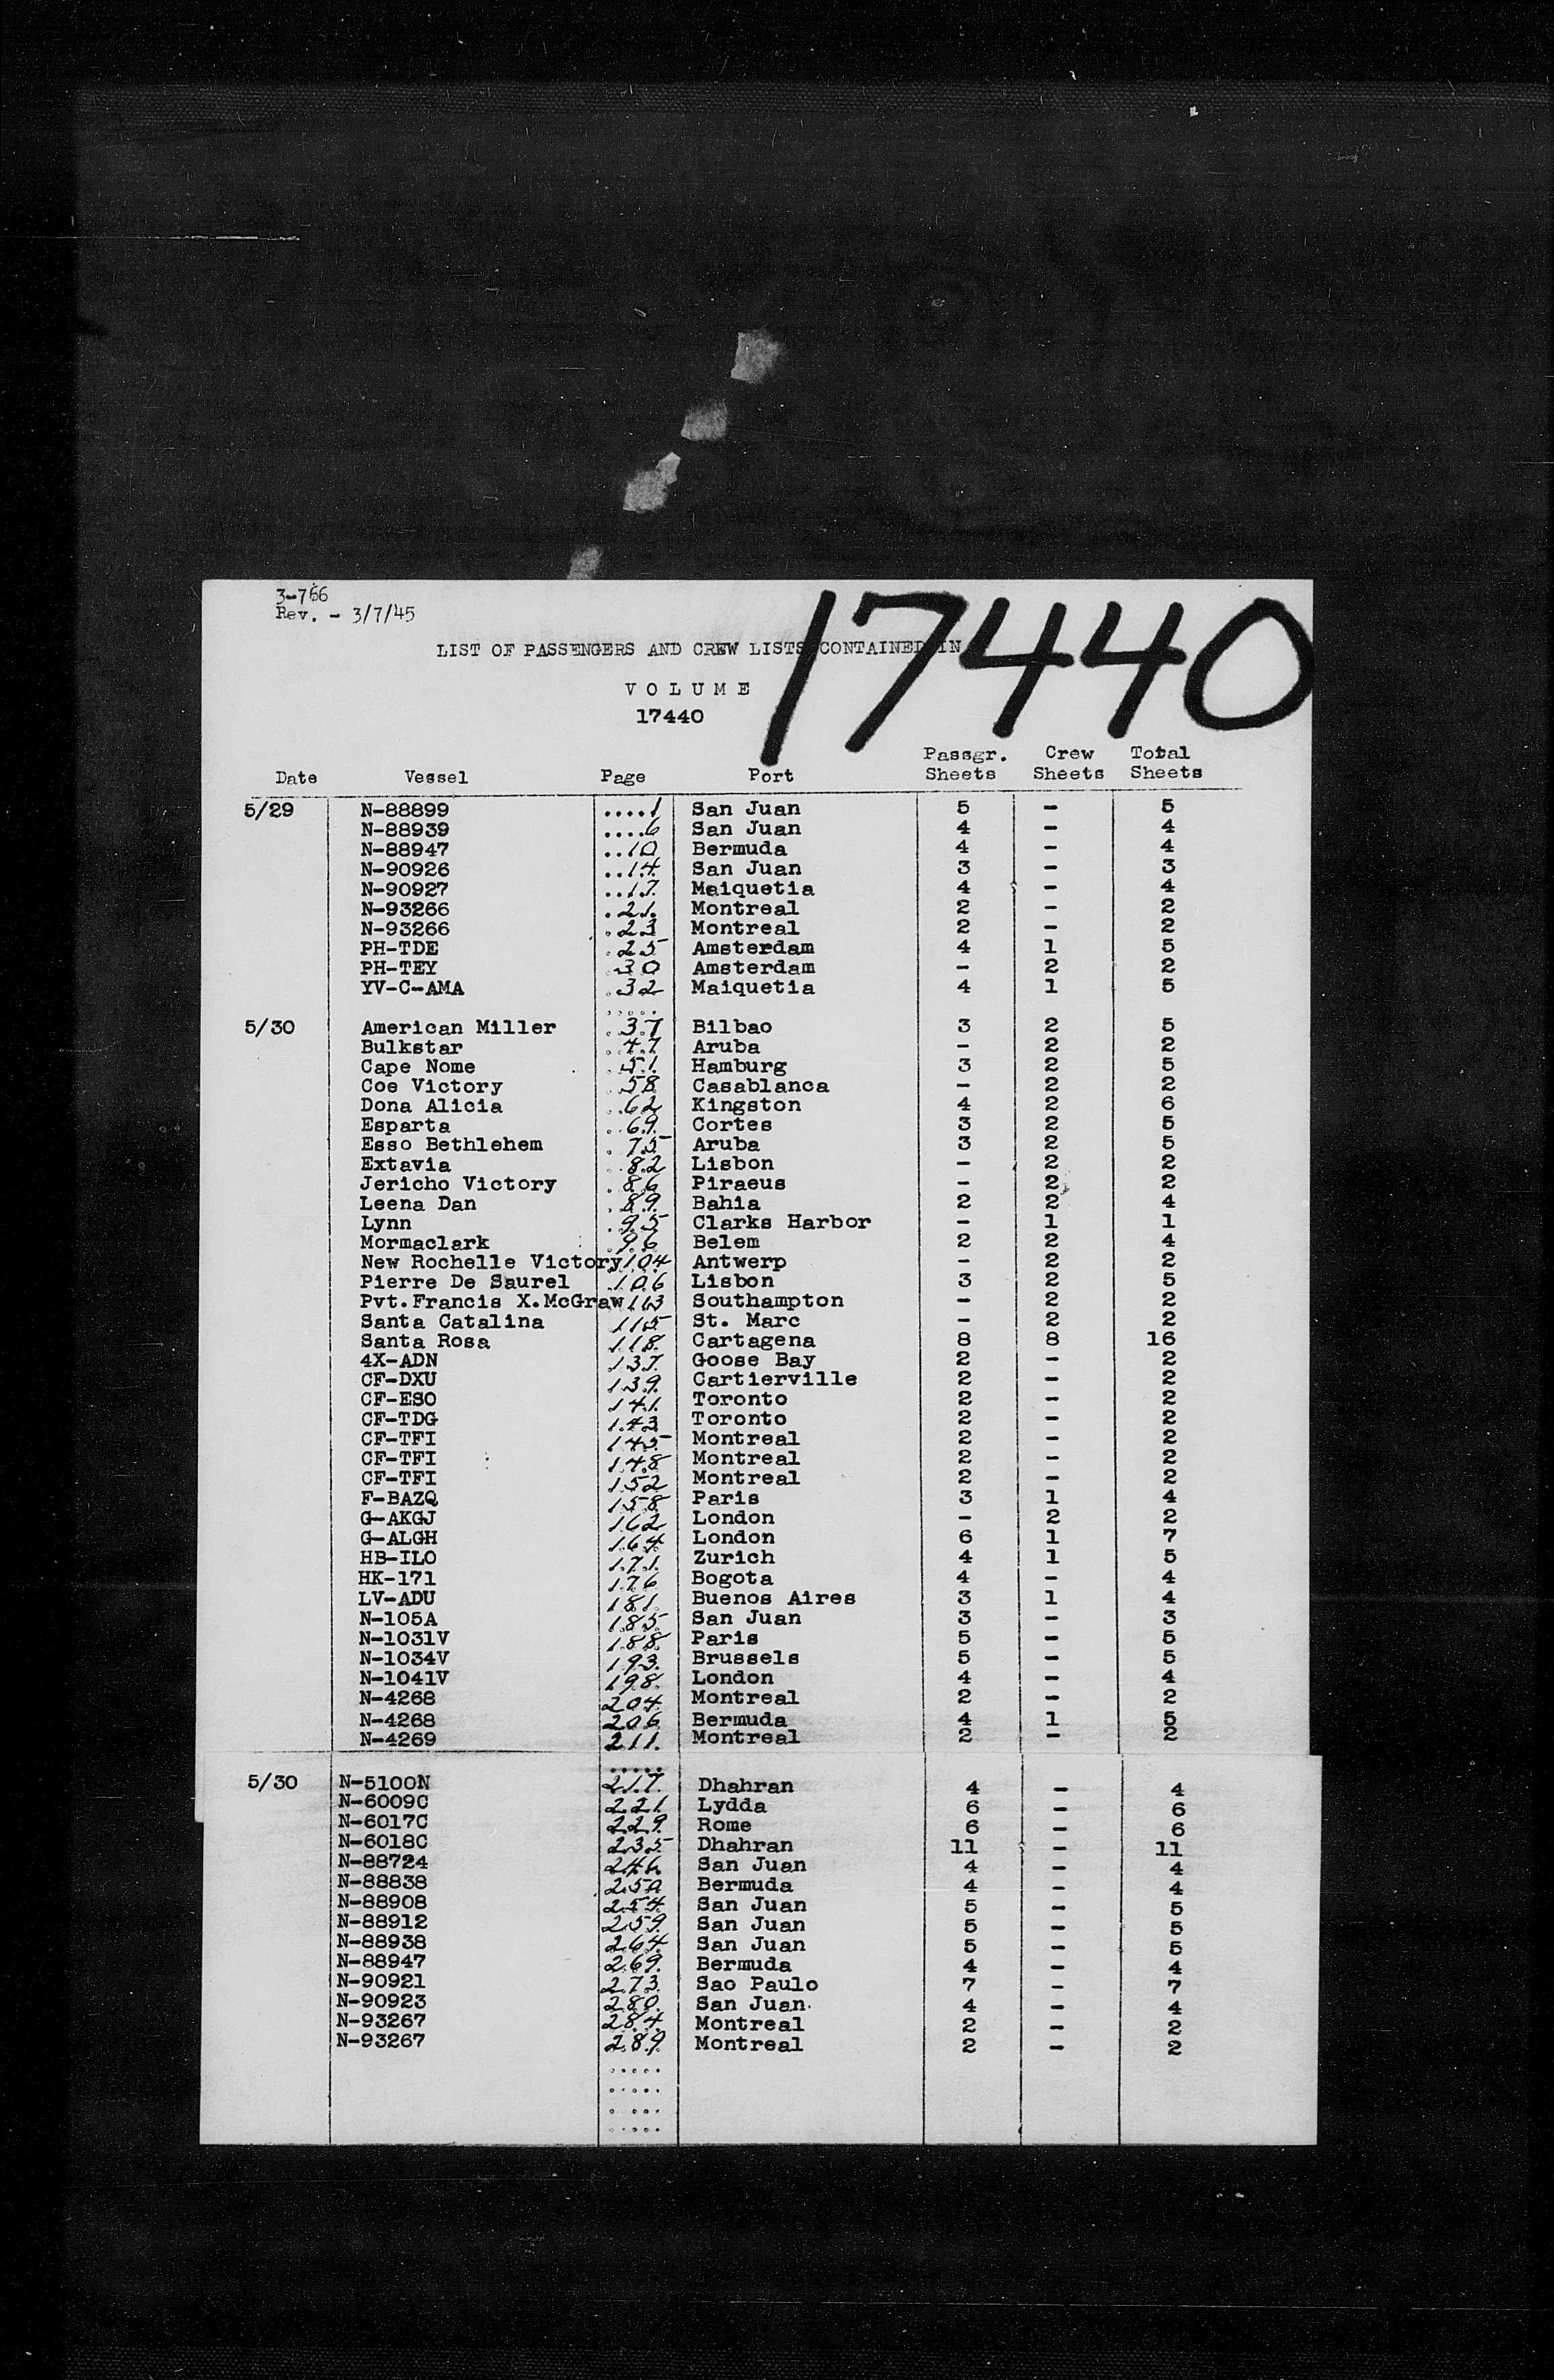 3-766
Rev. - 3/7/45
17440
LIST OF PASSENGERS AND CREW LISTS CONTAINED IN
VOLUME
17440
Date Vessel Page Port Passgr. Sheets Crew Sheets Total Sheets
5/29 N-88899 ....1 San Juan 5 - 5
N-88939 ....6 San Juan 4 - 4
N-88947 ..10 Bermuda 4 - 4
N-90926 ..14 San Juan 3 - 3
N-90927 ..17 Maiquetia 4 - 4
N-93266 .21 Montreal 2 - 2
N-93266 .23 Montreal 2 - 2
PH-TDE .25 Amsterdam 4 1 5
PH-TEY .30 Amsterdam - 2 2
YV-C-AMA .32 Maiquetia 4 1 5
.....
5/30 American Miller .37 Bilbao 3 2 5
Bulkstar .47 Aruba - 2 2
Cape Nome .51 Hamburg 3 2 5
Coe Victory .58 Casablanca - 2 2
Dona Alicia .62 Kingston 4 2 6
Esparta .69 Cortes 3 2 5
Esso Bethlehem .75 Aruba 3 2 5
Extavia .82 Lisbon - 2 2
Jericho Victory .86 Piraeus - 2 2
Leena Dan .89 Bahia 2 2 4
Lynn .95 Clarks Harbor - 1 1
Mormaclark .96 Belem 2 2 4
New Rochelle Victory 104 Antwerp - 2 2
Pierre De Saurel 106 Lisbon 3 2 5
Pvt.Francis X.McGraw 113 Southampton - 2 2
Santa Catalina 115 St. Marc - 2 2
Santa Rosa 118 Cartagena 8 8 16
4X-ADN 137 Goose Bay 2 - 2
CF-DXU 139 Cartierville 2 - 2
CF-ESO 141 Toronto 2 - 2
CF-TDG 143 Toronto 2 - 2
CF-TFI 145 Montreal 2 - 2
CF-TFI 148 Montreal 2 - 2
CF-TFI 152 Montreal 2 - 2
F-BAZQ 158 Paris 3 1 4
G-AKGJ 162 London - 2 2
G-ALGH 164 London 6 1 7
HB-ILO 171 Zurich 4 1 5
HK-171 176 Bogota 4 - 4
LV-ADU 181 Buenos Aires 3 1 4
N-105A 185 San Juan 3 - 3
N-1031V 188 Paris 5 - 5
N-1034V 193 Brussels 5 - 5
N-1041V 198 London 4 - 4
N-4268 204 Montreal 2 - 2
N-4268 206 Bermuda 4 1 5
N-4269 211 Montreal 2 - 2
.....
5/30 N-5100N 217 Dhahran 4 - 4
N-6009C 221 Lydda 6 - 6
N-6017C 229 Rome 6 - 6
N-6018C 235 Dhahran 11 - 11
N-88724 246 San Juan 4 - 4
N-88838 250 Bermuda 4 - 4
N-88908 254 San Juan 5 - 5
N-88912 259 San Juan 5 - 5
N-88938 264 San Juan 5 - 5
N-88947 269 Bermuda 4 - 4
N-90921 273 Sao Paulo 7 - 7
N-90923 280 San Juan 4 - 4
N-93267 284 Montreal 2 - 2
N-93267 289 Montreal 2 - 2
.....
.....
.....
.....